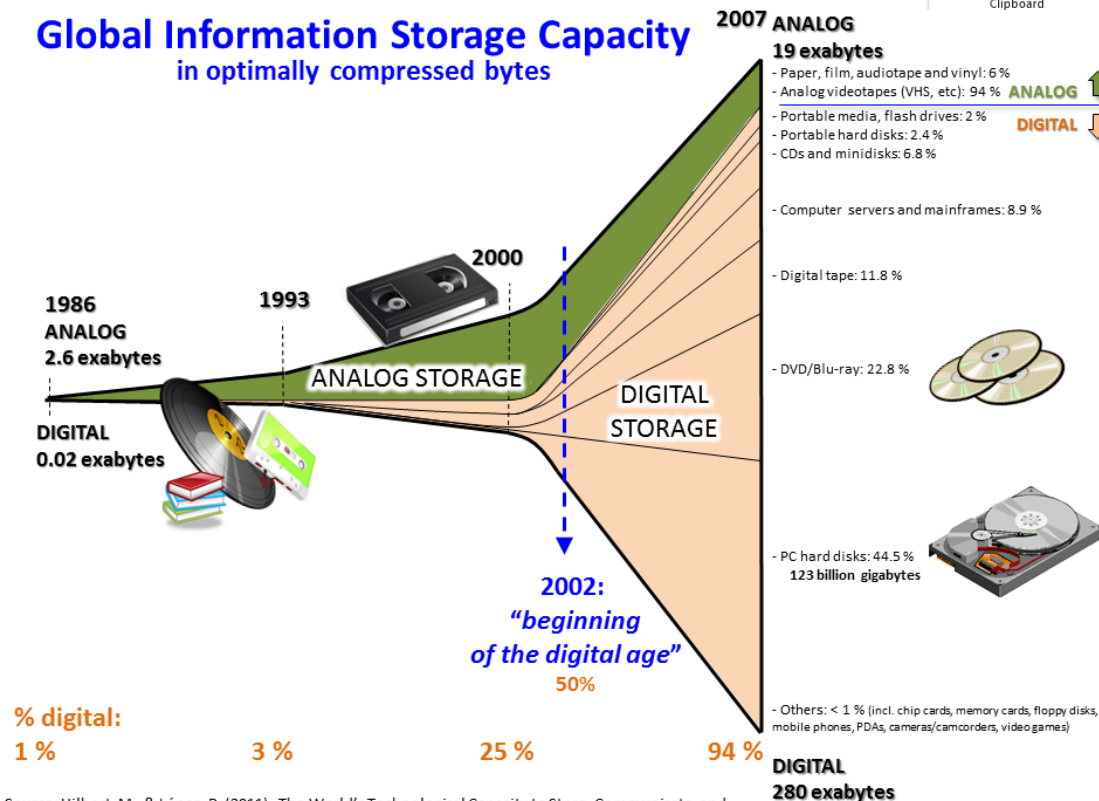 Clipboard
Global Information Storage Capacity
in optimally compressed bytes
2007
ANALOG
19 exabytes
- Paper, film, audiotape and vinyl: 6 %
- Analog videotapes (VHS, etc): 94 %
ANALOG
DIGITAL
- Portable media, flash drives: 2 %
- Portable hard disks: 2.4 %
- CDs and minidisks: 6.8 %
- Computer servers and mainframes: 8.9 %
- Digital tape: 11.8 %
- DVD/Blu-ray: 22.8 %
- PC hard disks: 44.5 %
123 billion gigabytes
- Others: < 1 % (incl. chip cards, memory cards, floppy disks,
mobile phones, PDAs, cameras/camcorders, video games)
DIGITAL
280 exabytes
1986
ANALOG
2.6 exabytes
DIGITAL
0.02 exabytes
1993
2000
ANALOG STORAGE
DIGITAL
STORAGE
2002:
“beginning
of the digital age”
50%
% digital:
1 %
3 %
25 %
94 %